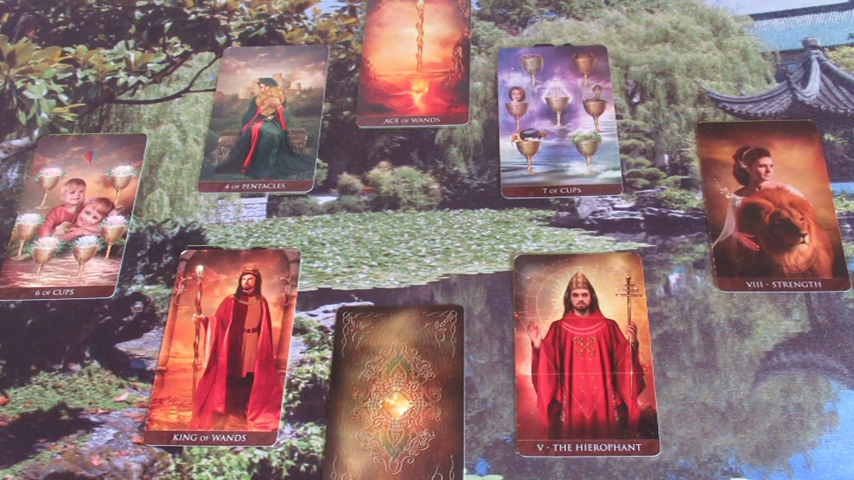 ACE OF WANDS
4 OF PENTACLES
7 OF CUPS
6 OF CUPS
VIII - STRENGTH
KING OF WANDS
V - THE HIEROPHANT